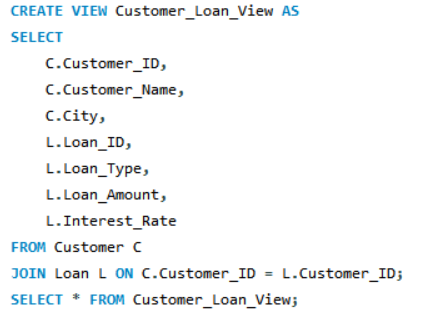 CREATE VIEW Customer_Loan_View AS
SELECT
C.Customer_ID,
C.Customer_Name,
C.City,
L.Loan_ID,
L.Loan_Type,
L.Loan_Amount,
L.Interest_Rate
FROM Customer C
JOIN Loan L ON C.Customer_ID = L.Customer_ID;
SELECT * FROM Customer_Loan_View;